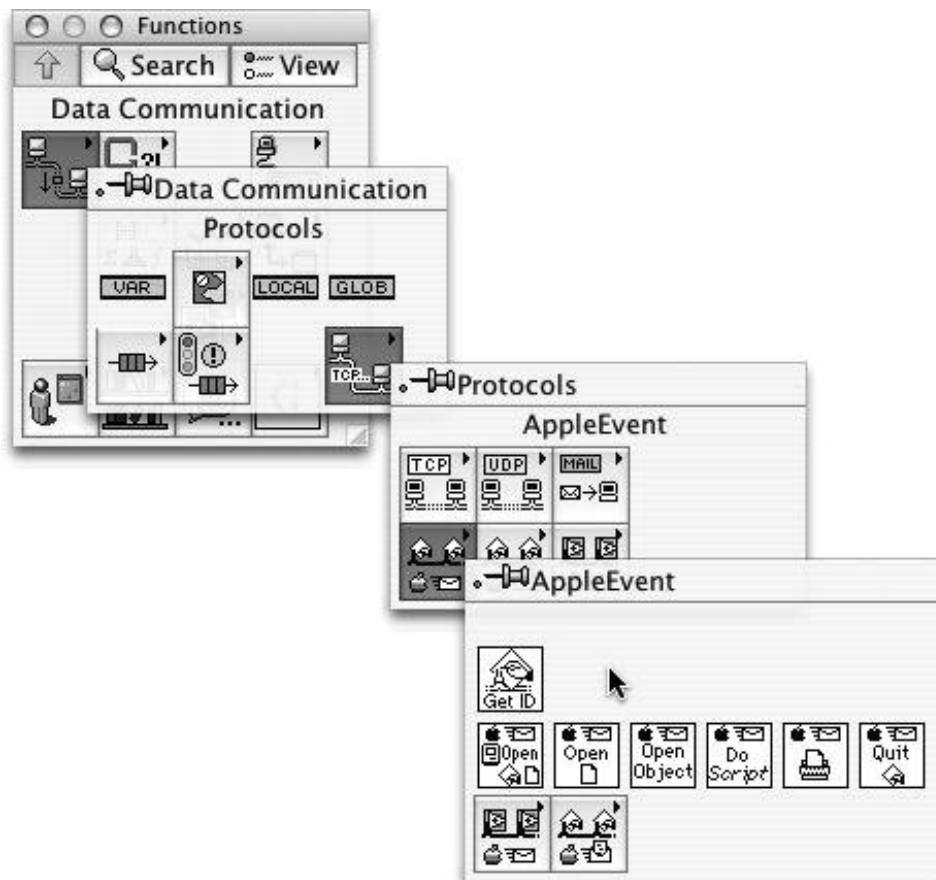 Functions
Search View
Data Communication
?!
Data Communication
Protocols
VAR LOCAL GLOB
TCP...
...
Protocols
AppleEvent
TCP UDP MAIL
AppleEvent
Get ID
Open Open Open Object Do Script Quit